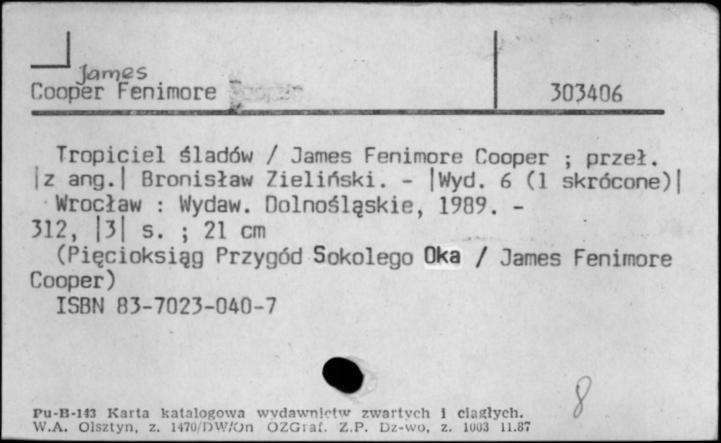 James
Cooper Fenimore
303406
Tropiciel śladów / James Fenimore Cooper ; przeł.
|z ang.| Bronisław Zieliński. - |Wyd. 6 (1 skrócone)|
Wrocław : Wydaw. Dolnośląskie, 1989. -
312, |3| s. ; 21 cm
(Pięcioksiąg Przygód Sokolego Oka / James Fenimore
Cooper)
ISBN 83-7023-040-7
8
Pu-B-143 Karta katalogowa wydawnictw zwartych i ciągłych.
W.A. Olsztyn, z. 1470/DW/On OZGraf. Z.P. Dz-wo, z. 1003 11.87